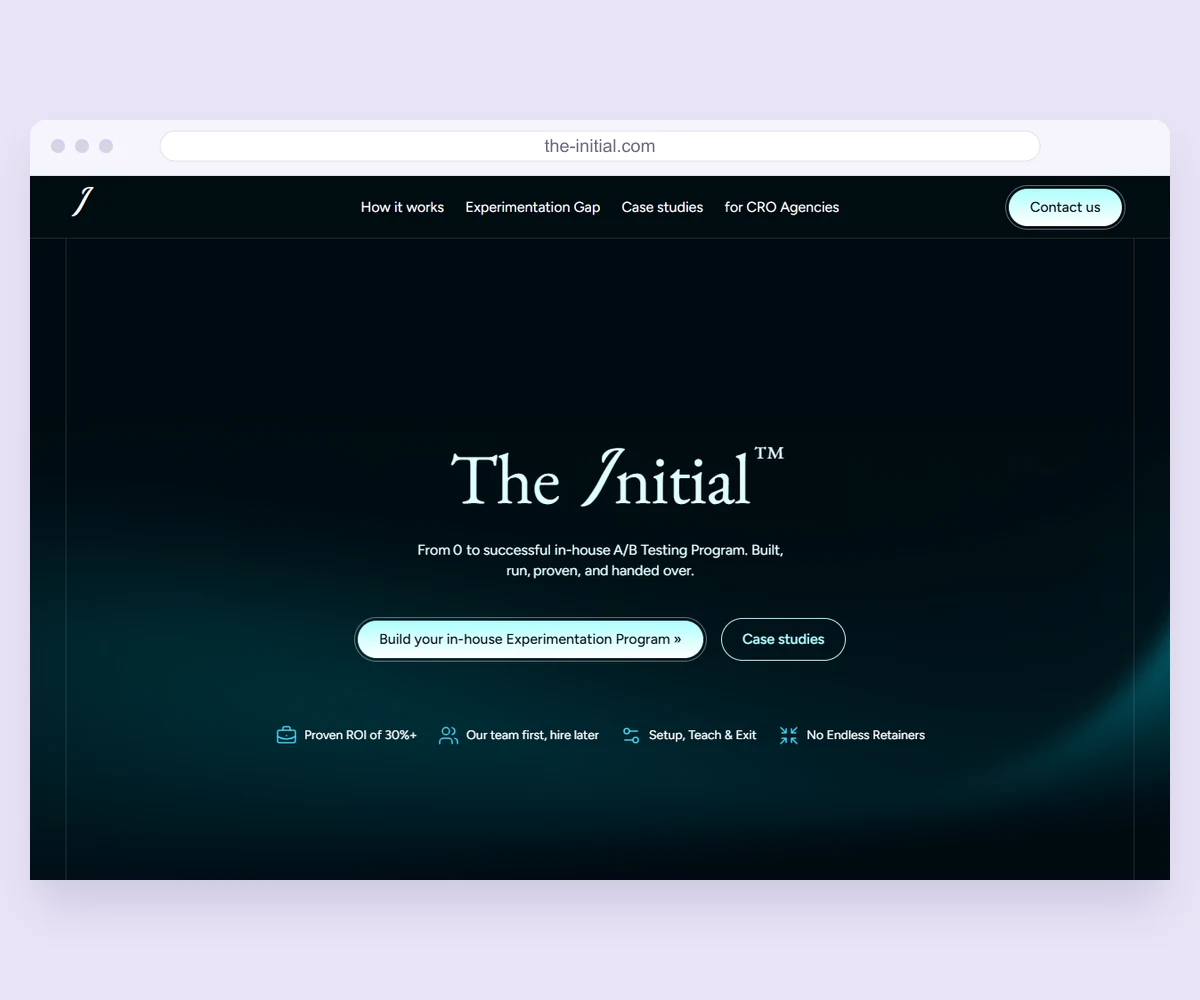 the-initial.com
I
How it works
Experimentation Gap
Case studies
for CRO Agencies
Contact us
The Initial™
From 0 to successful in-house A/B Testing Program. Built,
run, proven, and handed over.
Build your in-house Experimentation Program »
Case studies
Proven ROI of 30%+
Our team first, hire later
Setup, Teach & Exit
No Endless Retainers